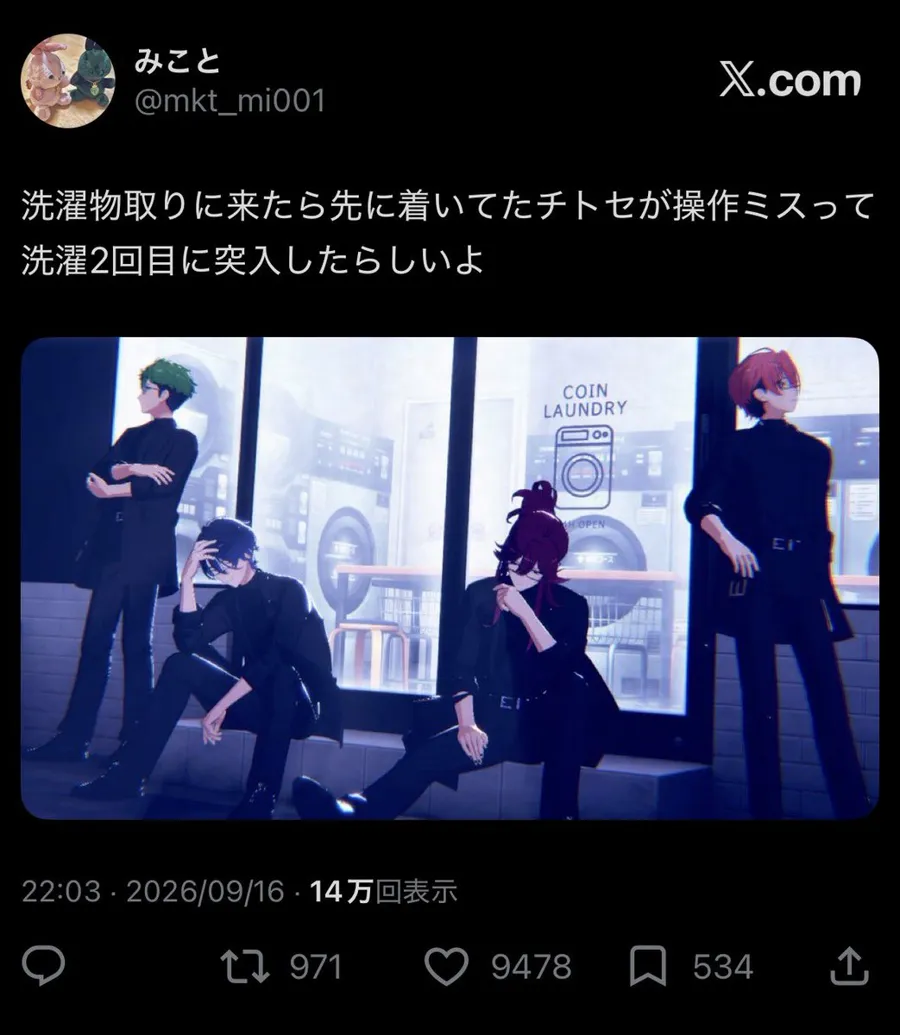 みこと
@mkt_mi001
X.com
洗濯物取りに来たら先に着いてたチトセが操作ミスって
洗濯2回目に突入したらしいよ
COIN
LAUNDRY
OPEN
22:03 · 2026/09/16 · 14万回表示
971
9478
534